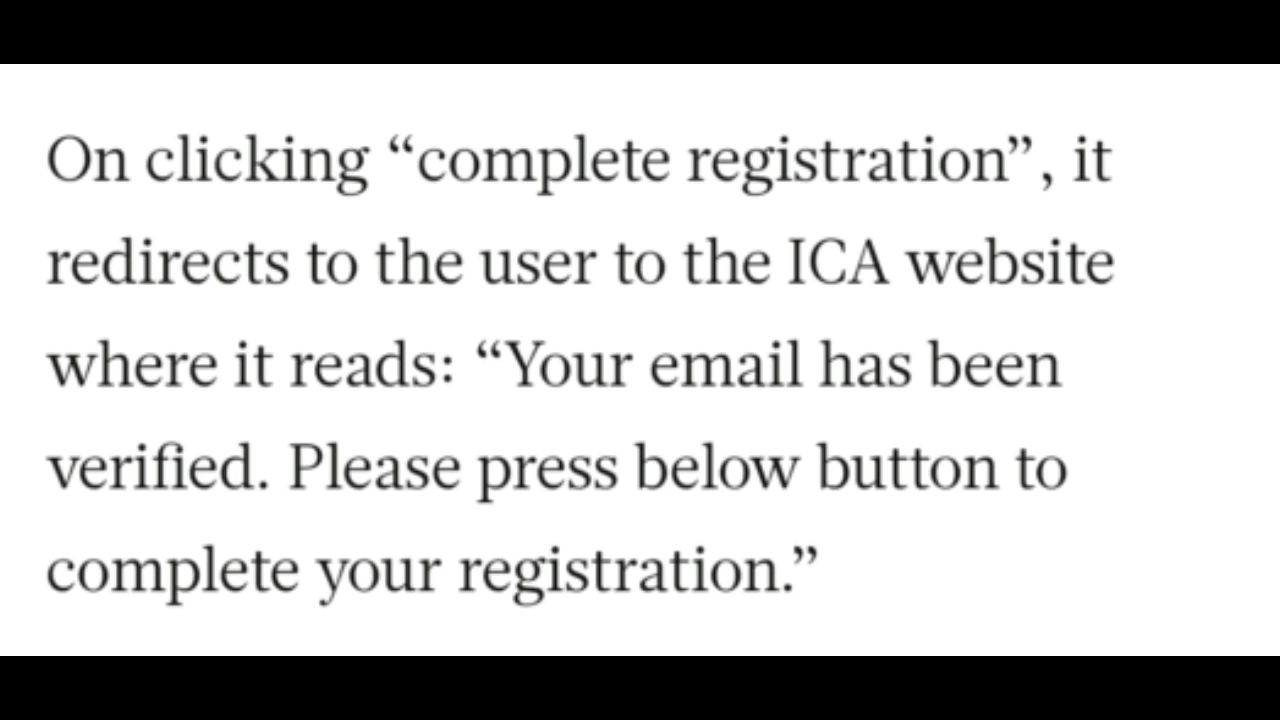 On clicking “complete registration”, it
redirects to the user to the ICA website
where it reads: “Your email has been
verified. Please press below button to
complete your registration.”